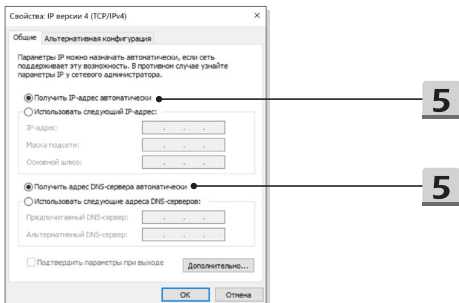 Свойства: IP версии 4 (TCP/IPv4)
Общие Альтернативная конфигурация
Параметры IP можно назначать автоматически, если сеть
поддерживает эту возможность. В противном случае узнайте
параметры IP у сетевого администратора.
Получить IP-адрес автоматически
5
Использовать следующий IP-адрес:
IP-адрес:
Маска подсети:
Основной шлюз:
Получить адрес DNS-сервера автоматически
5
Использовать следующие адреса DNS-серверов:
Предпочитаемый DNS-сервер:
Альтернативный DNS-сервер:
Подтвердить параметры при выходе
Дополнительно...
ОК Отмена